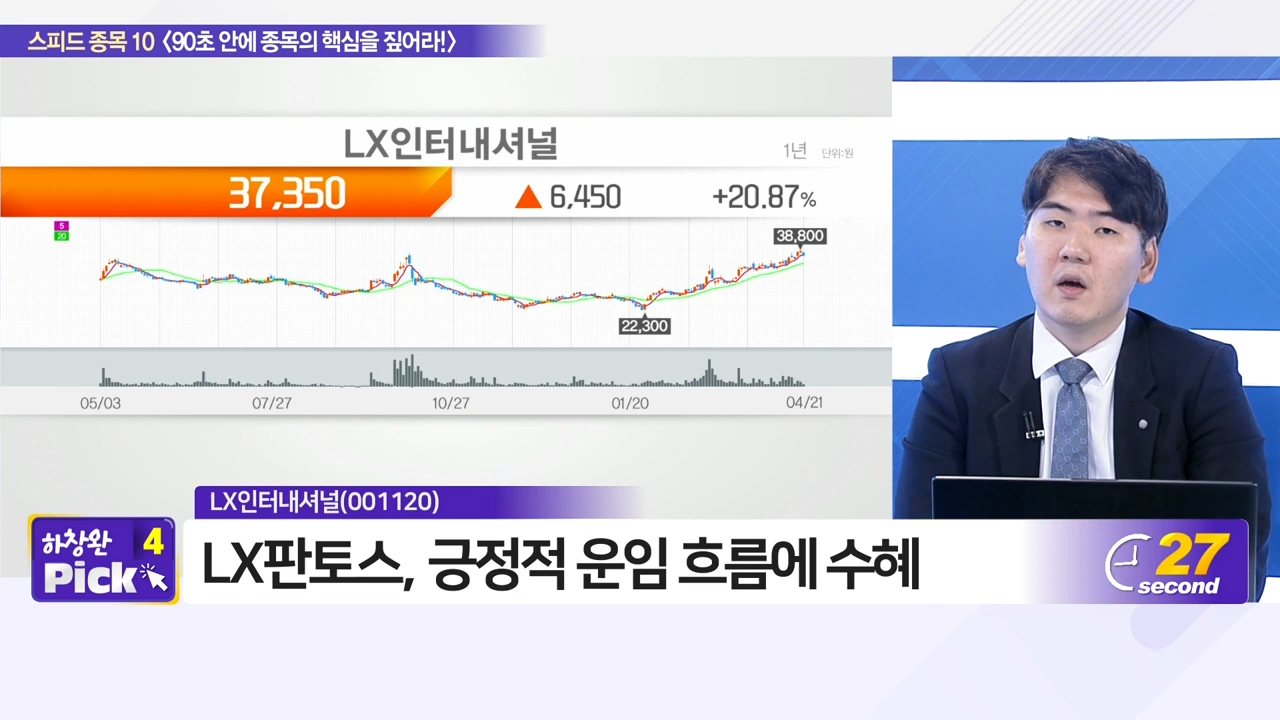 스피드 종목 10 〈90초 안에 종목의 핵심을 짚어라!〉
LX인터내셔널
1년 단위:원
37,350 ▲ 6,450 +20.87%
5
20
38,800
22,300
05/03 07/27 10/27 01/20 04/21
LX인터내셔널(001120)
하창완 4
Pick
LX판토스, 긍정적 운임 흐름에 수혜
27
second